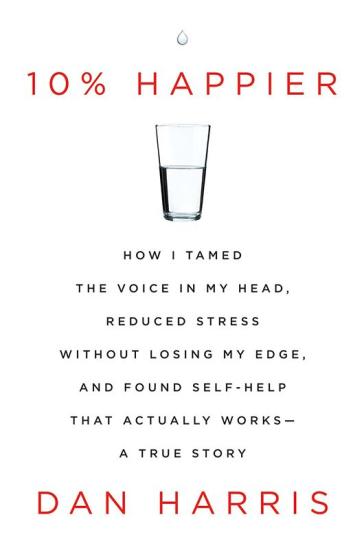 10% HAPPIER
HOW I TAMED
THE VOICE IN MY HEAD,
REDUCED STRESS
WITHOUT LOSING MY EDGE,
AND FOUND SELF-HELP
THAT ACTUALLY WORKS—
A TRUE STORY
DAN HARRIS